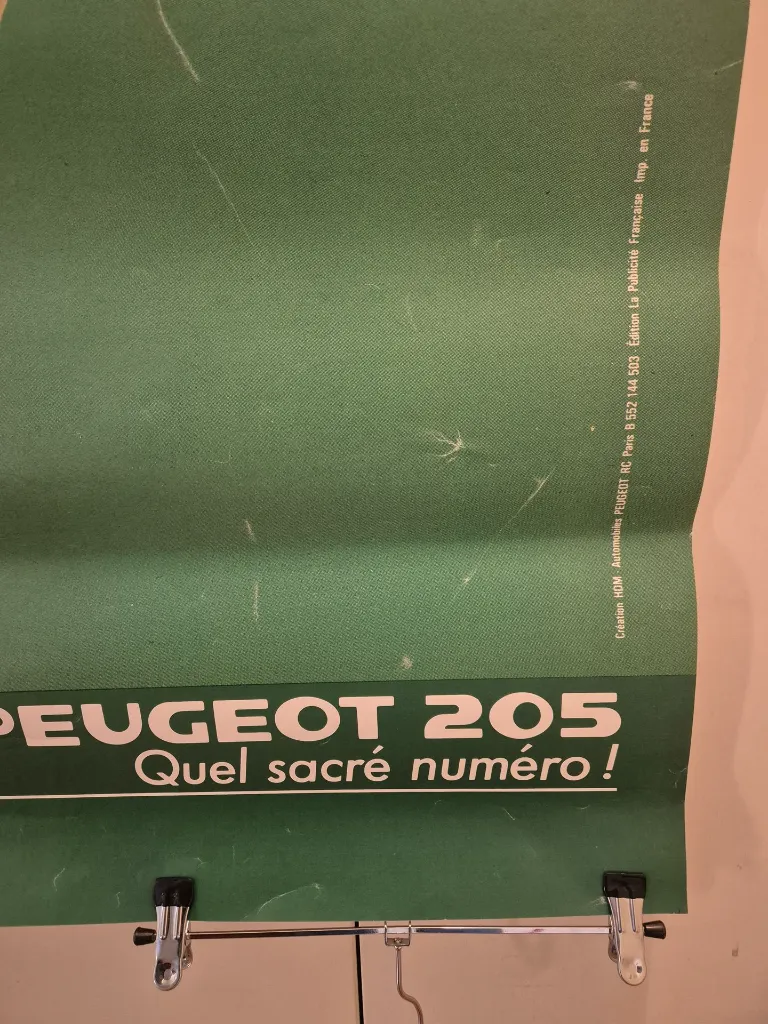 PEUGEOT 205
Quel sacré numéro !
Création HDM · Automobiles PEUGEOT RC Paris B 552 144 503 · Édition La Publicité Française · Imp. en France